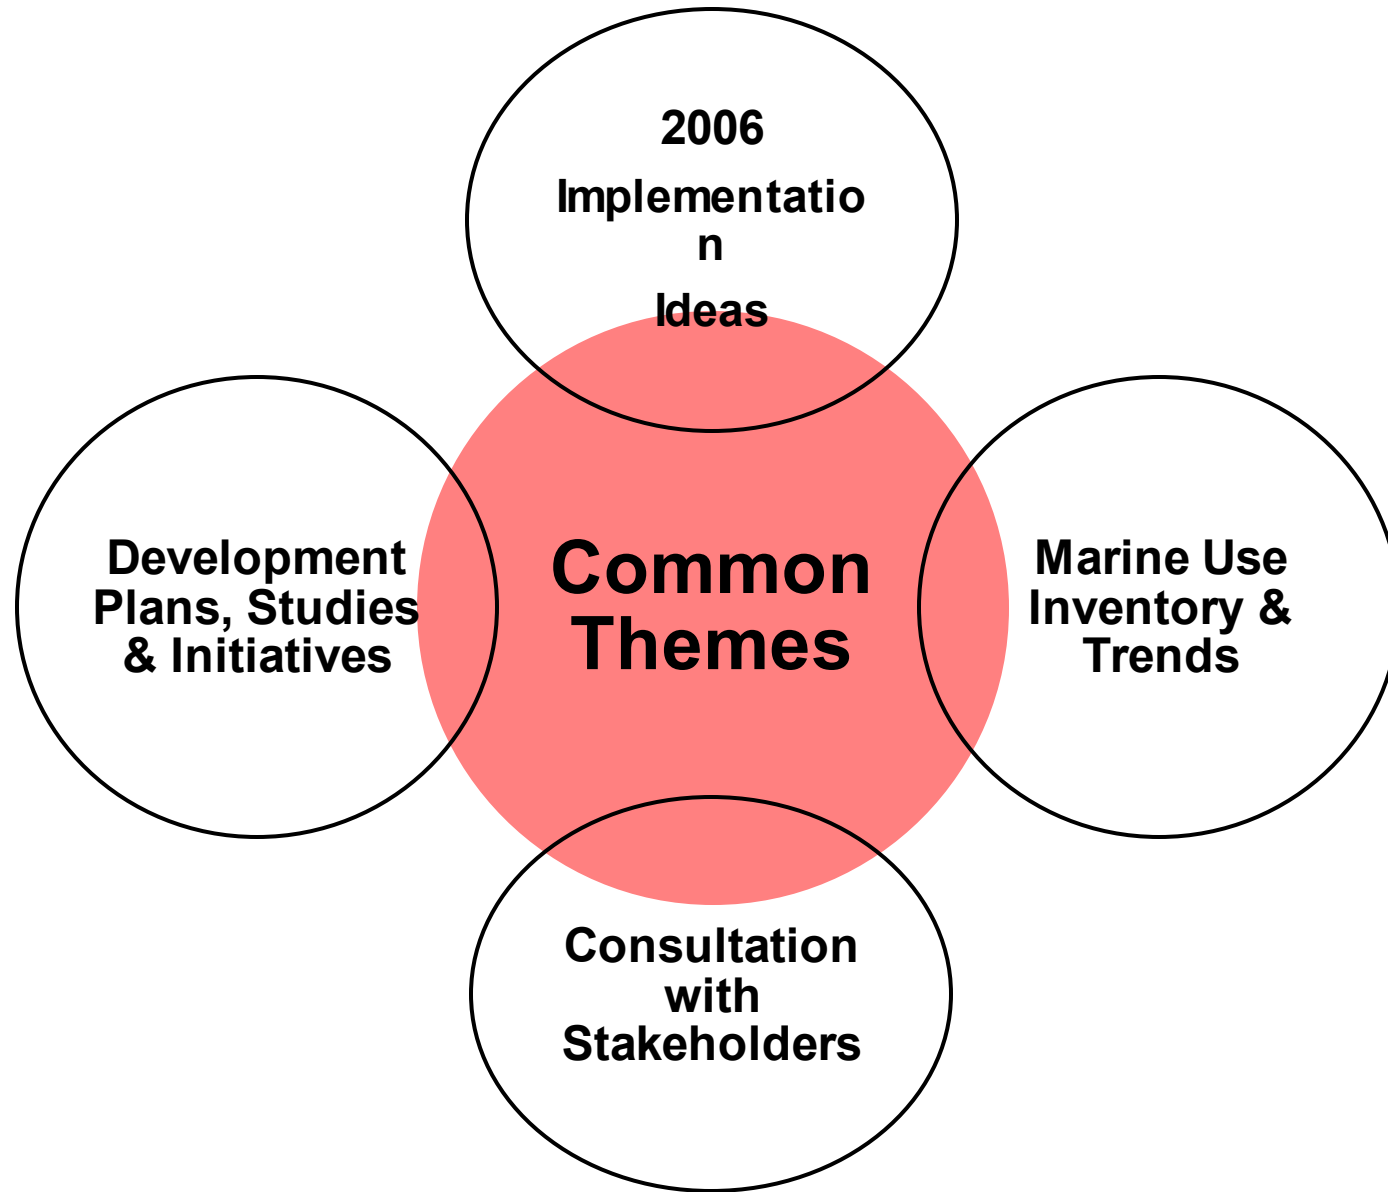 2006
Implementatio
n
Ideas
Development
Plans, Studies
& Initiatives
Common
Themes
Marine Use
Inventory &
Trends
Consultation
with
Stakeholders